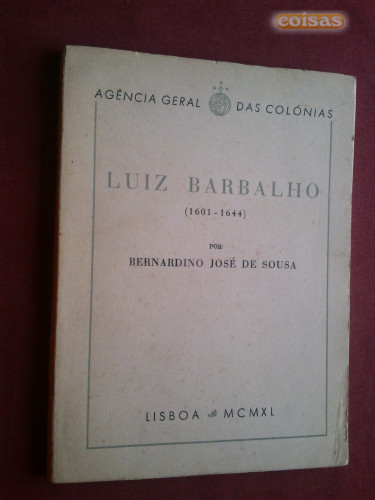 coisas
AGÊNCIA GERAL DAS COLÓNIAS
LUIZ BARBALHO
(1601-1644)
POR
BERNARDINO JOSÉ DE SOUSA
LISBOA MCMXL